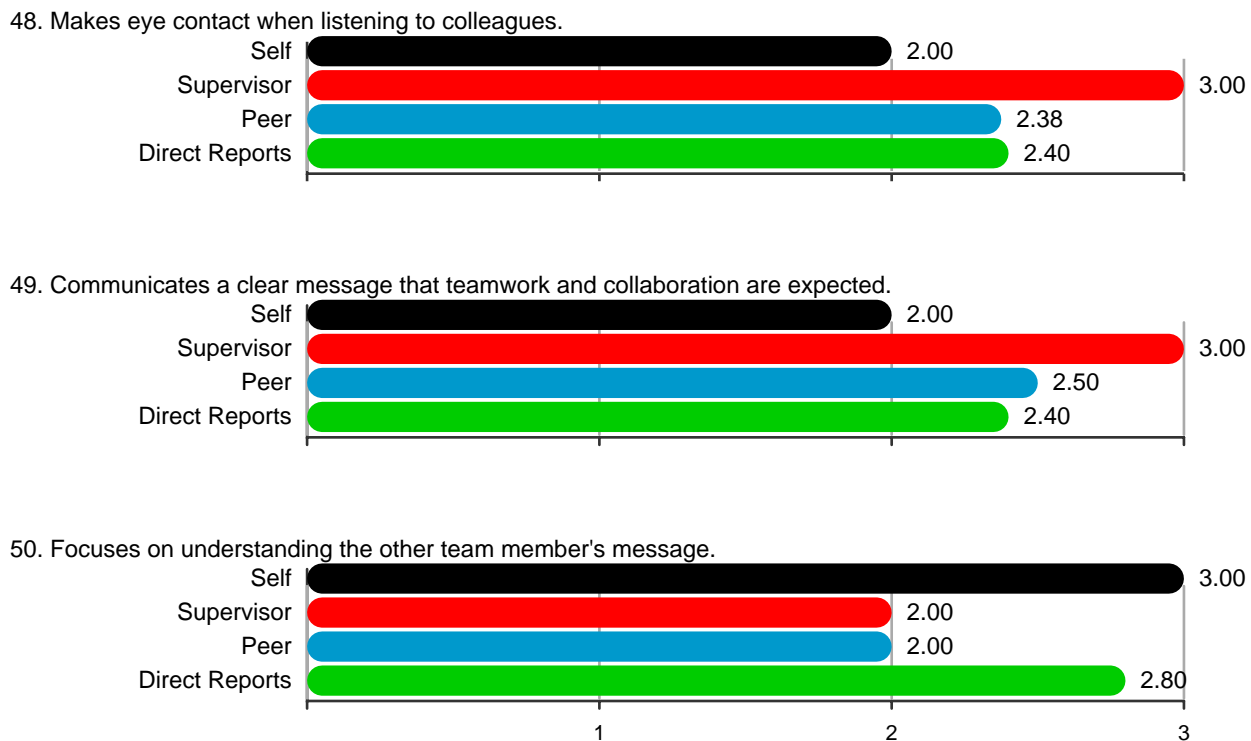 48. Makes eye contact when listening to colleagues.
Self 2.00
Supervisor 3.00
Peer 2.38
Direct Reports 2.40
49. Communicates a clear message that teamwork and collaboration are expected.
Self 2.00
Supervisor 3.00
Peer 2.50
Direct Reports 2.40
50. Focuses on understanding the other team member's message.
Self 3.00
Supervisor 2.00
Peer 2.00
Direct Reports 2.80
1 2 3